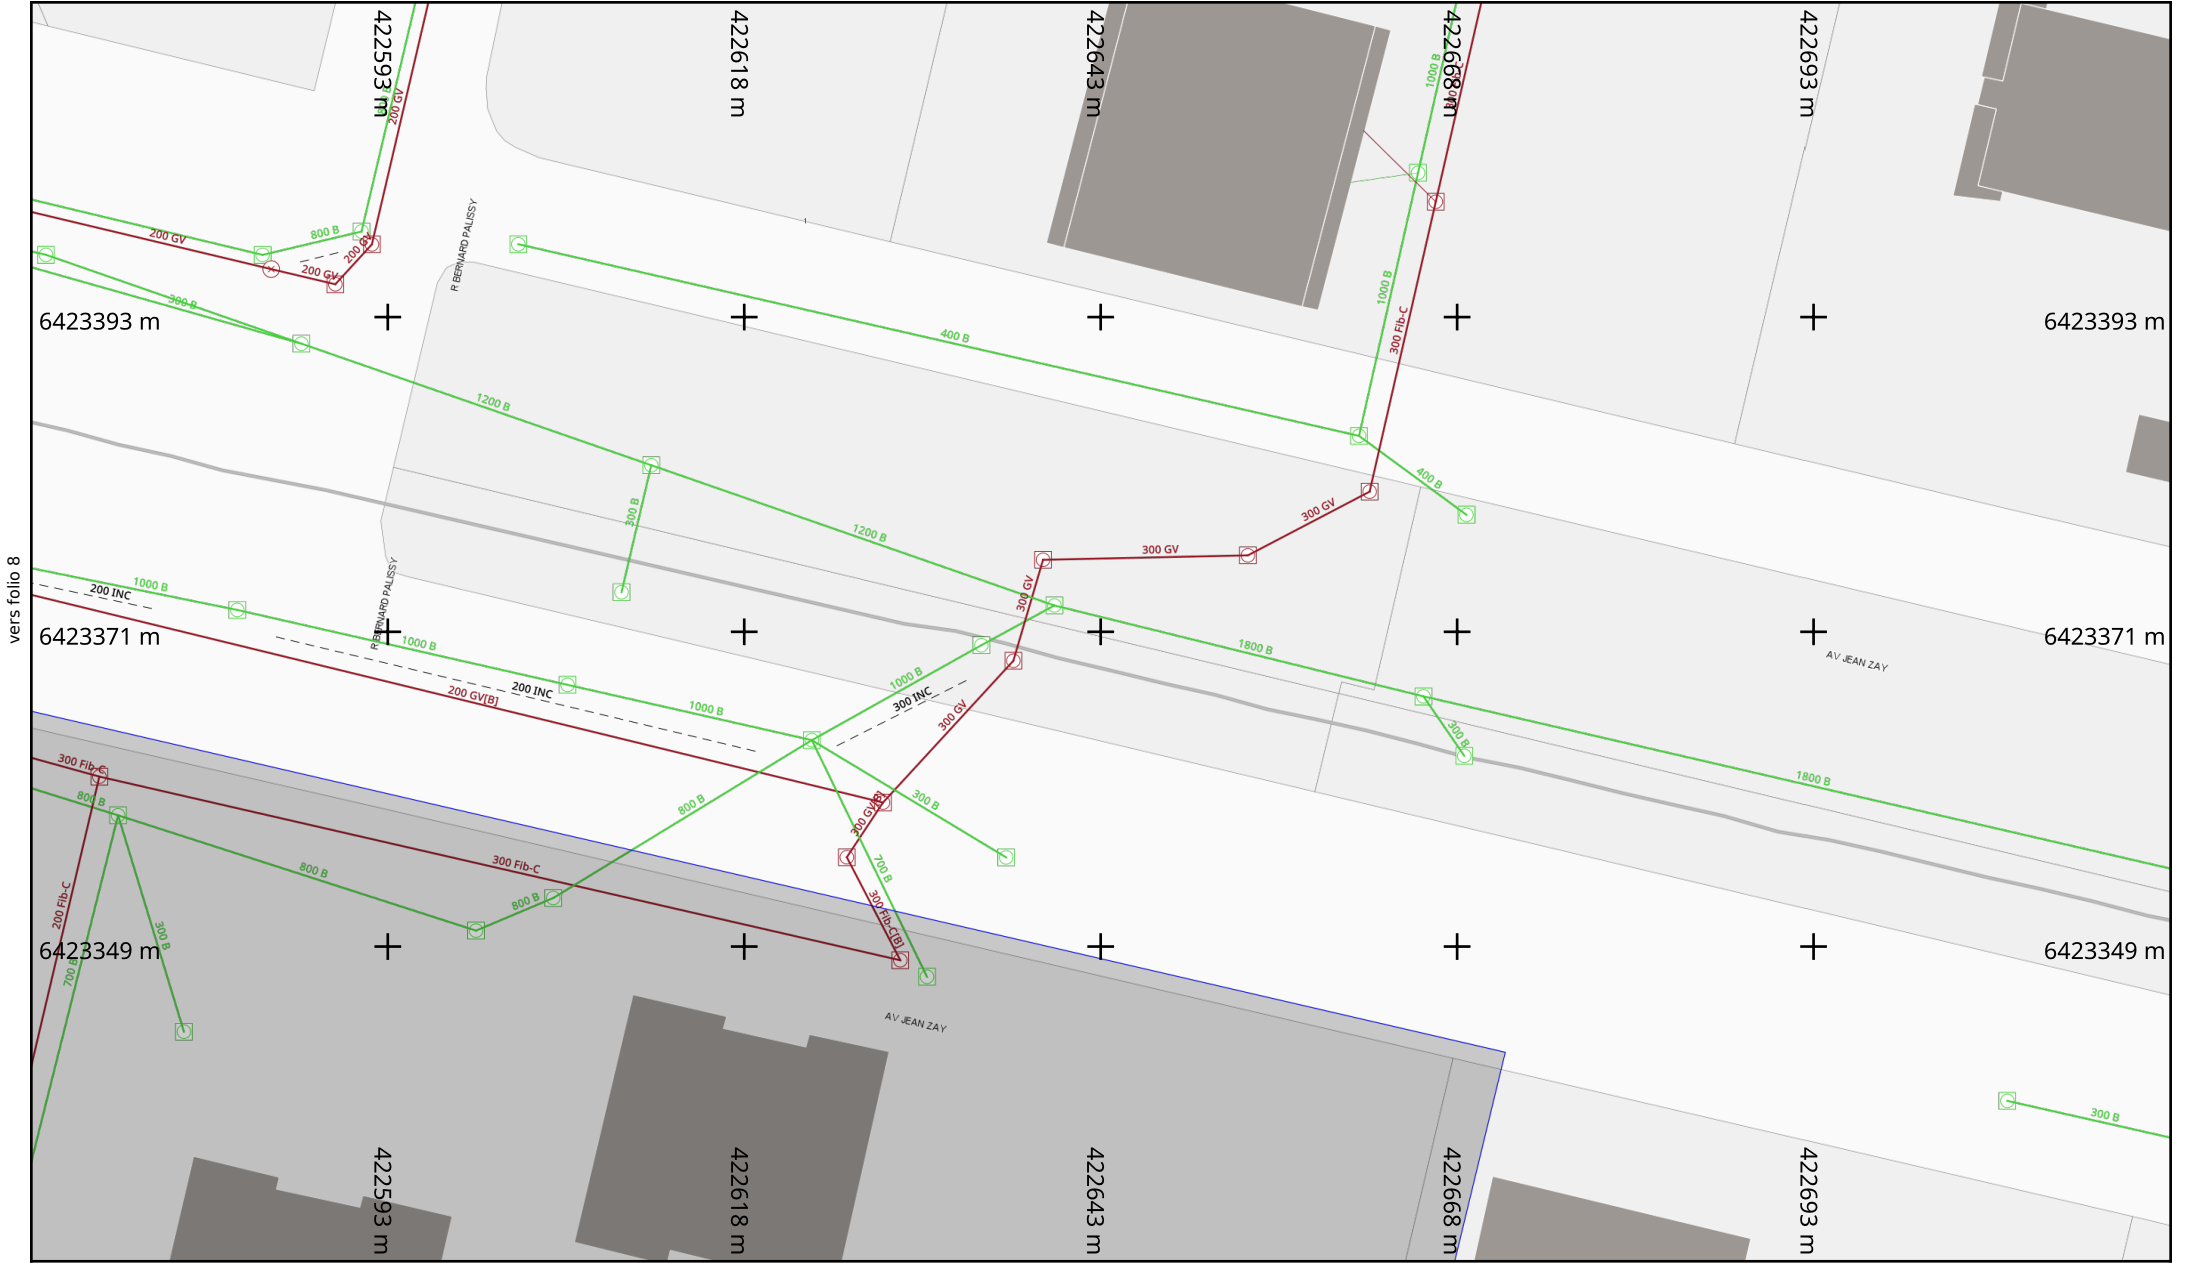 422593 m
422618 m
422643 m
422668 m
422693 m
1000 B
200 GV
R BERNARD PALISSY
200 GV
800 B
200 GV
200 GV
300 B
6423393 m
6423393 m
400 B
1000 B
300 Fib-C
1200 B
400 B
300 B
300 GV
1200 B
300 GV
vers folio 8
1000 B
200 INC
R BERNARD PALISSY
300 GV
6423371 m
6423371 m
1000 B
1800 B
AV JEAN ZAY
1000 B
200 INC
200 GV[B]
300 INC
1000 B
300 GV
300 B
300 Fib-C
1800 B
800 B
800 B
300 B
300 GV[B]
800 B
300 Fib-C
700 B
800 B
200 Fib-C
300 B
300 Fib-C[B]
6423349 m
6423349 m
700 B
AV JEAN ZAY
300 B
422593 m
422618 m
422643 m
422668 m
422693 m